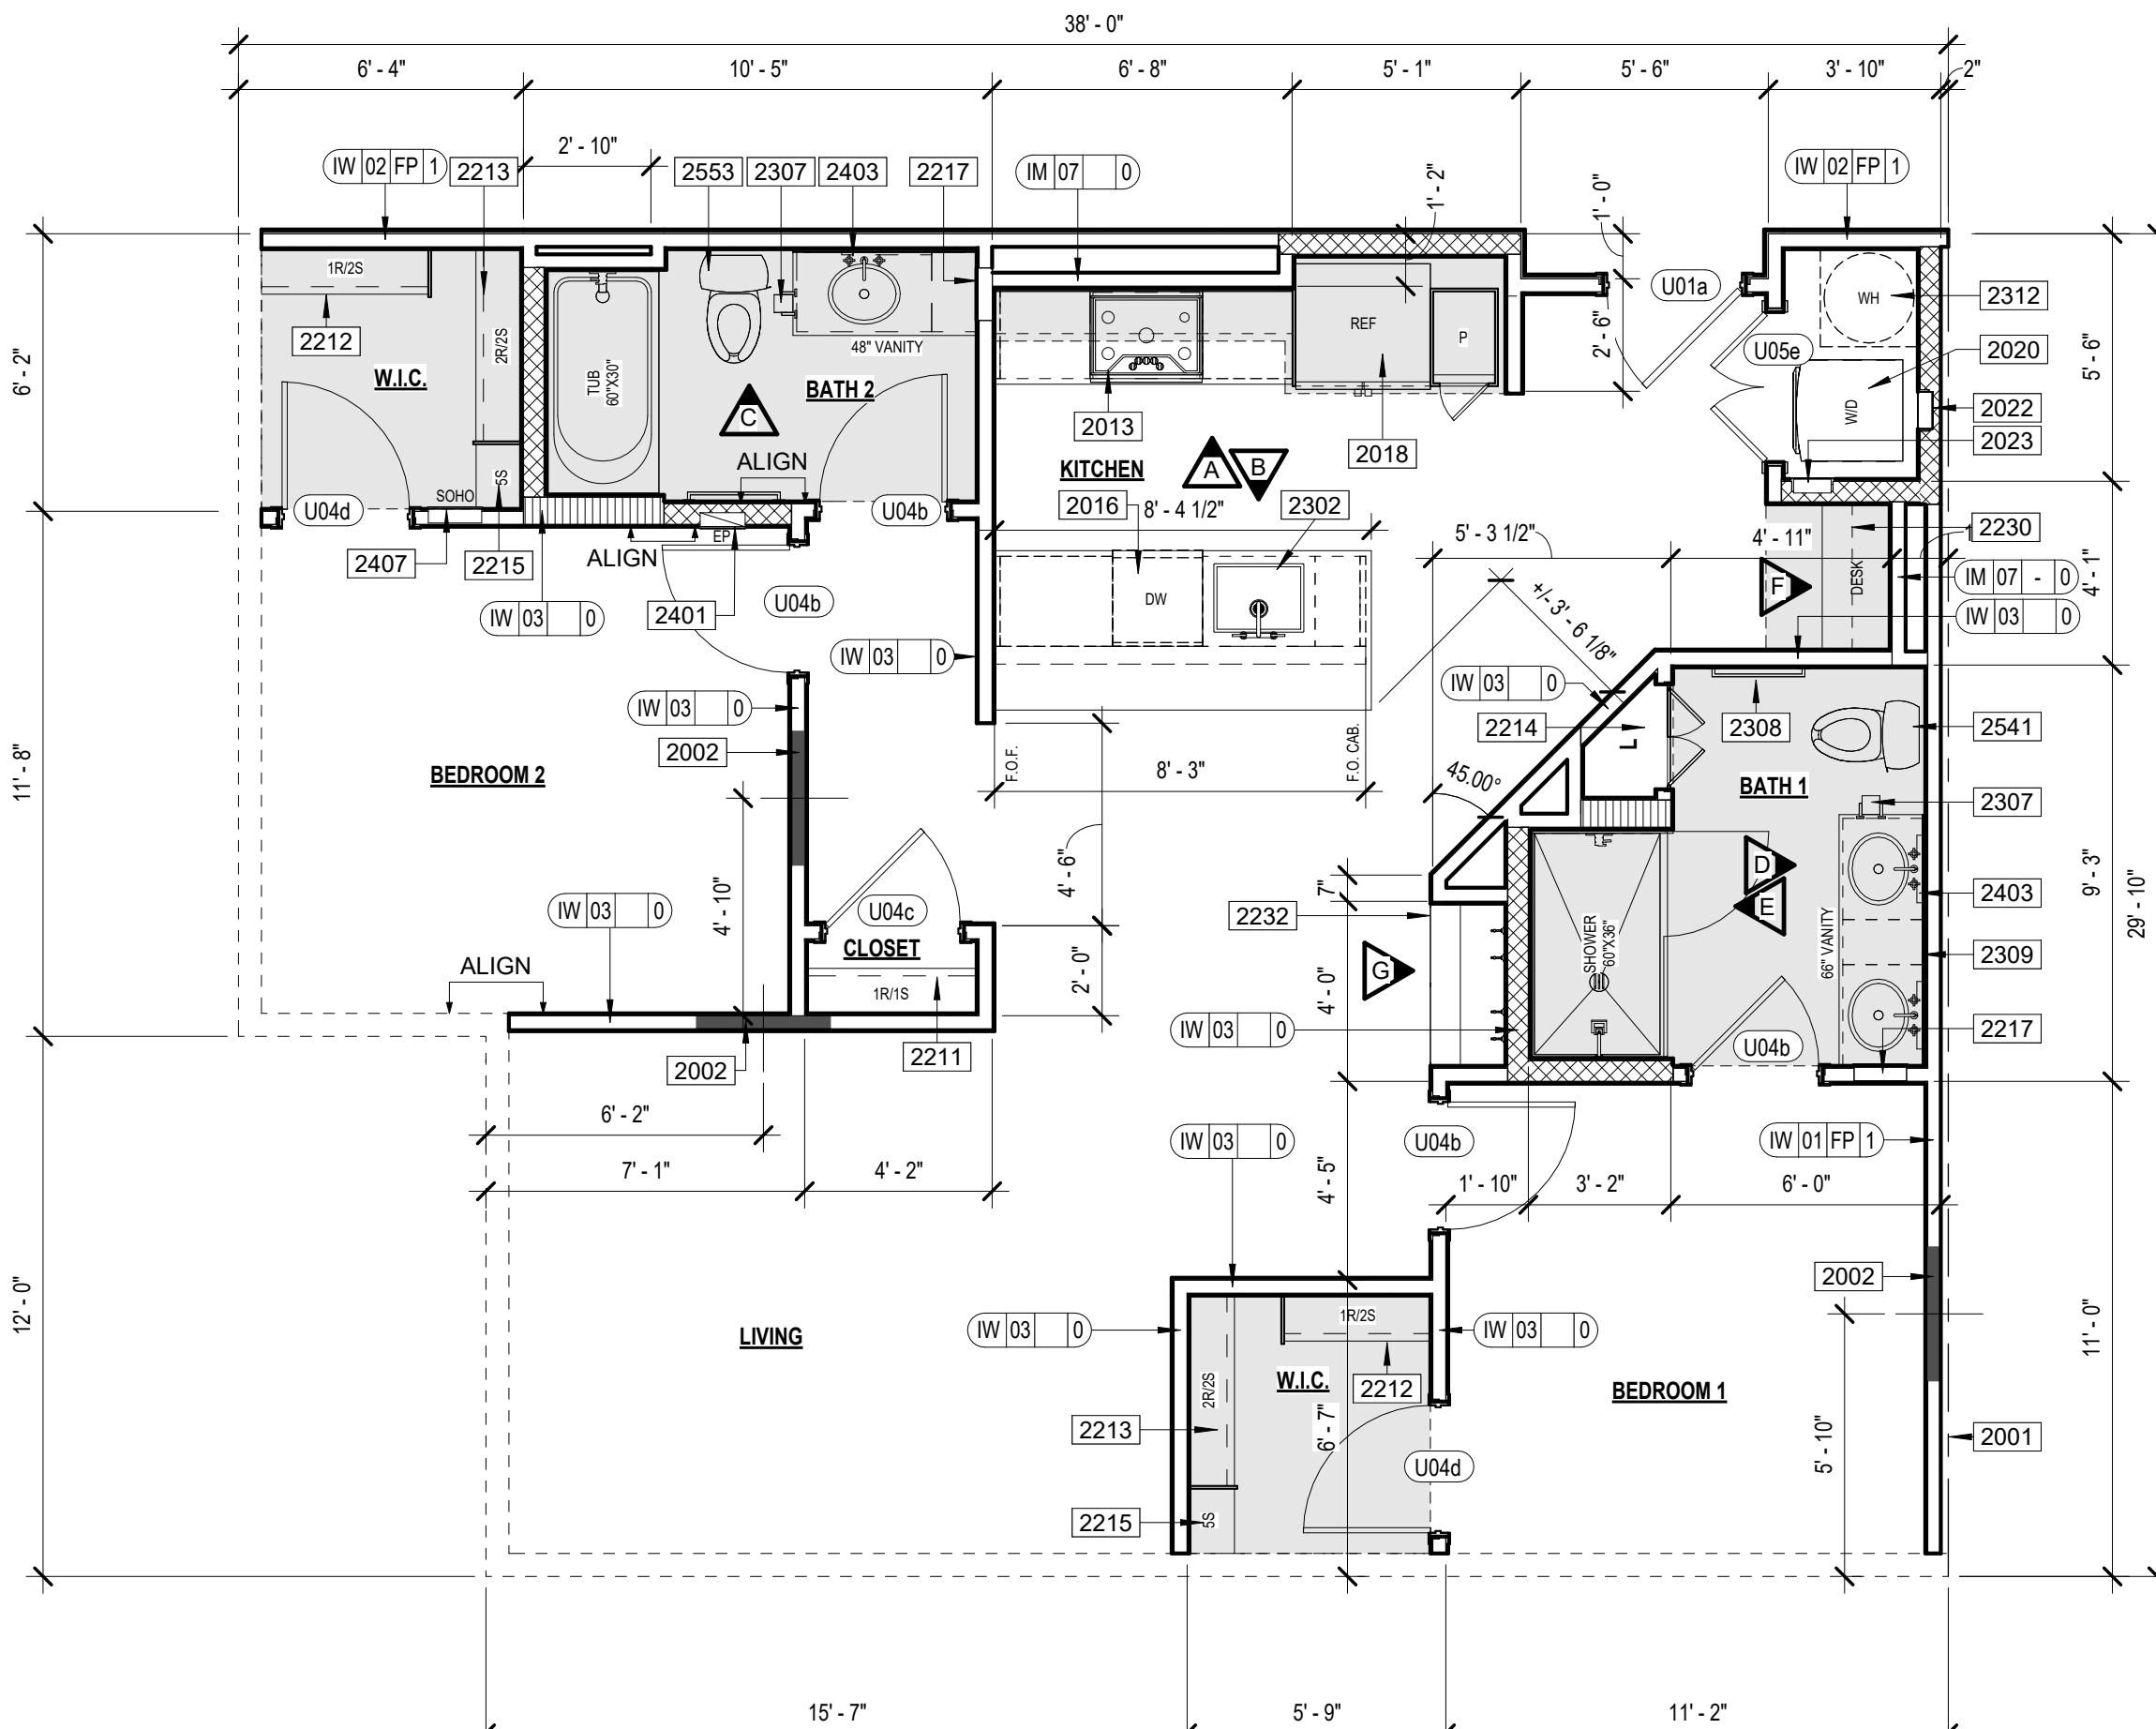 38' - 0"
6' - 4"
10' - 5"
6' - 8"
5' - 1"
5' - 6"
3' - 10"
2"
2' - 10"
IW 02 FP 1
2213
2553
2307
2403
2217
IM 07 0
1' - 2"
1' - 0"
IW 02 FP 1
1R/2S
2212
2R/2S
W.I.C.
TUB
60"X30"
48" VANITY
BATH 2
C
ALIGN
REF
P
2' - 6"
U01a
WH
2312
U05e
2020
W/D
2022
2023
5' - 6"
6' - 2"
2013
KITCHEN
A
B
2018
2016
8' - 4 1/2"
2302
SOHO
5S
U04d
U04b
2407
2215
ALIGN
EP
IW 03 0
2401
U04b
DW
5' - 3 1/2"
4' - 11"
1
2230
F
DESK
IM 07 - 0
IW 03 0
4' - 1"
+/- 3' - 6 1/8"
IW 03 0
IW 03 0
IW 03 0
2002
2214
L
2308
2541
BEDROOM 2
11' - 8"
F.O.F.
8' - 3"
F.O. CAB.
45.00°
BATH 1
2307
4' - 10"
4' - 6"
7"
D
E
2403
9' - 3"
29' - 10"
IW 03 0
U04c
CLOSET
2232
SHOWER
60"X36"
66" VANITY
2309
ALIGN
1R/1S
2' - 0"
G
4' - 0"
IW 03 0
2217
2211
2002
U04b
6' - 2"
7' - 1"
4' - 2"
IW 03 0
4' - 5"
U04b
IW 01 FP 1
1' - 10"
3' - 2"
6' - 0"
2002
12' - 0"
LIVING
IW 03 0
1R/2S
IW 03 0
W.I.C.
2212
2R/2S
2213
6' - 7"
BEDROOM 1
11' - 0"
5' - 10"
2001
U04d
2215
5S
15' - 7"
5' - 9"
11' - 2"